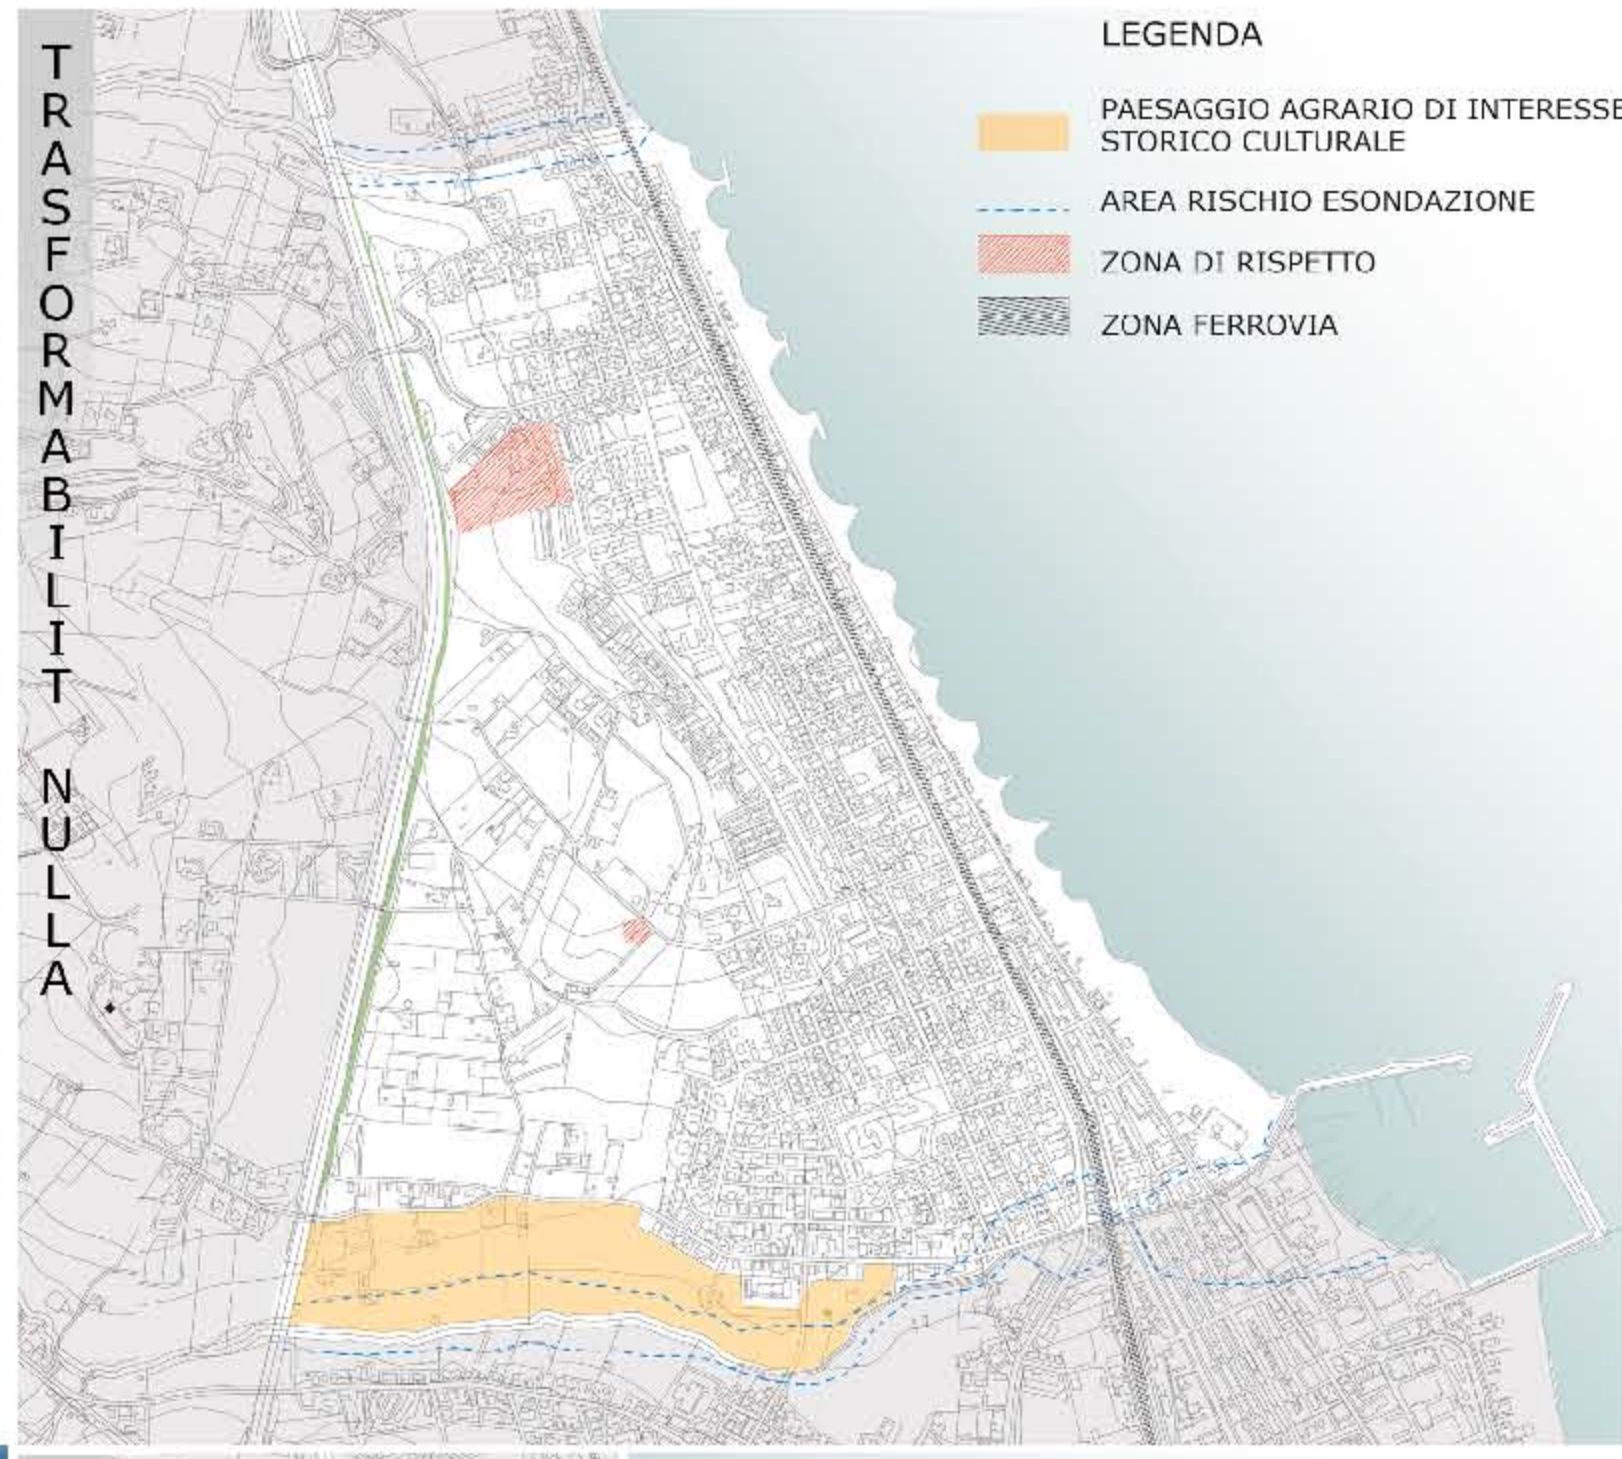 TRASFORMABILIT NULLA
LEGENDA
PAESAGGIO AGRARIO DI INTERESSE
STORICO CULTURALE
AREA RISCHIO ESONDAZIONE
ZONA DI RISPETTO
ZONA FERROVIA